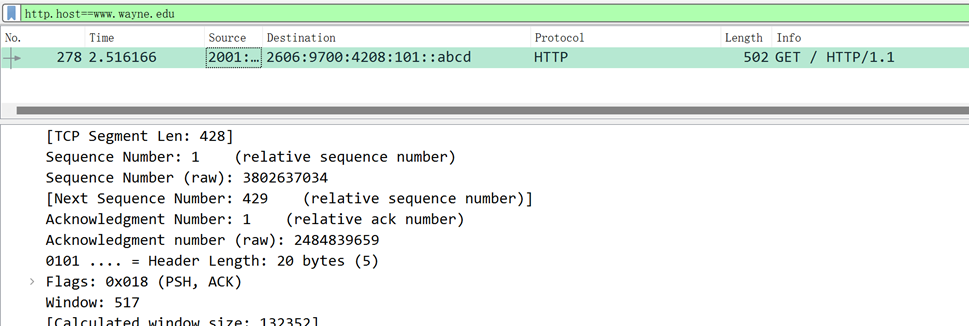 http.host==www.wayne.edu
No. Time Source Destination Protocol Length Info
278 2.516166 2001:… 2606:9700:4208:101::abcd HTTP 502 GET / HTTP/1.1
[TCP Segment Len: 428]
Sequence Number: 1    (relative sequence number)
Sequence Number (raw): 3802637034
[Next Sequence Number: 429    (relative sequence number)]
Acknowledgment Number: 1    (relative ack number)
Acknowledgment number (raw): 2484839659
0101 .... = Header Length: 20 bytes (5)
Flags: 0x018 (PSH, ACK)
Window: 517
[Calculated window size: 132352]